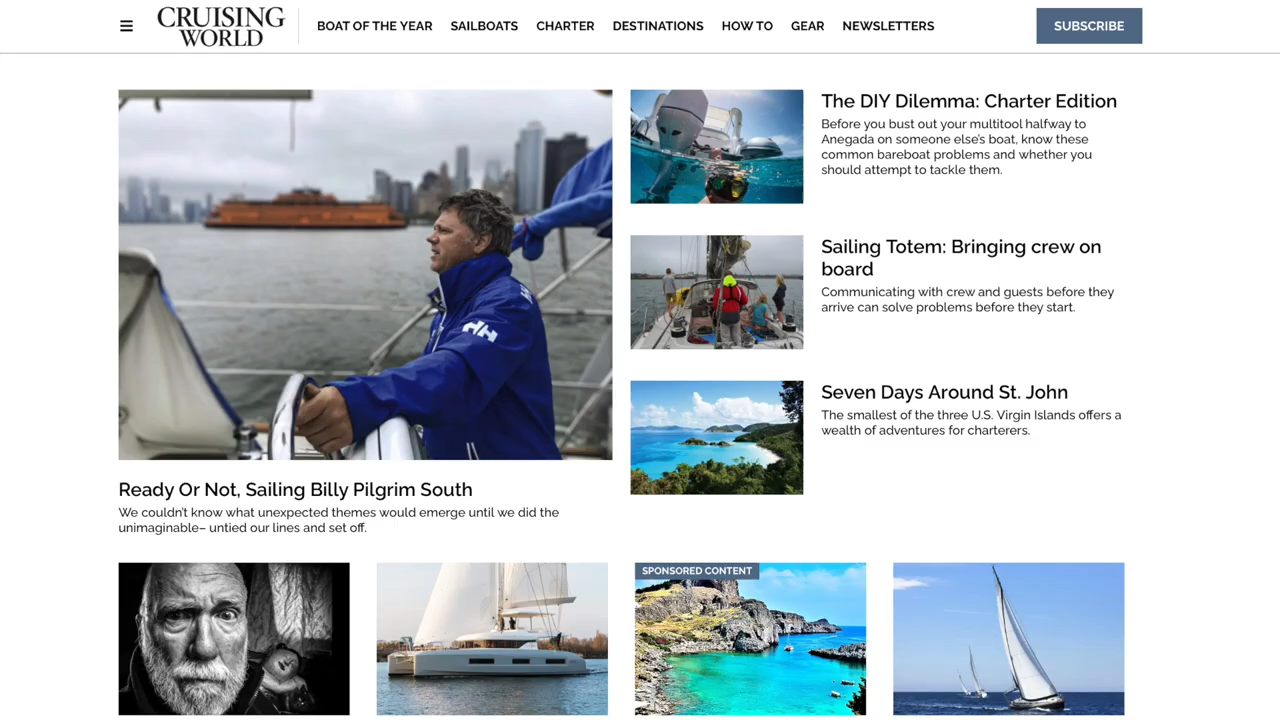 CRUISING
WORLD
BOAT OF THE YEAR SAILBOATS CHARTER DESTINATIONS HOW TO GEAR NEWSLETTERS
SUBSCRIBE
The DIY Dilemma: Charter Edition
Before you bust out your multitool halfway to
Anegada on someone else's boat, know these
common bareboat problems and whether you
should attempt to tackle them.
Sailing Totem: Bringing crew on
board
Communicating with crew and guests before they
arrive can solve problems before they start.
Seven Days Around St. John
The smallest of the three U.S. Virgin Islands offers a
wealth of adventures for charterers.
HH
Ready Or Not, Sailing Billy Pilgrim South
We couldn't know what unexpected themes would emerge until we did the
unimaginable– untied our lines and set off.
SPONSORED CONTENT